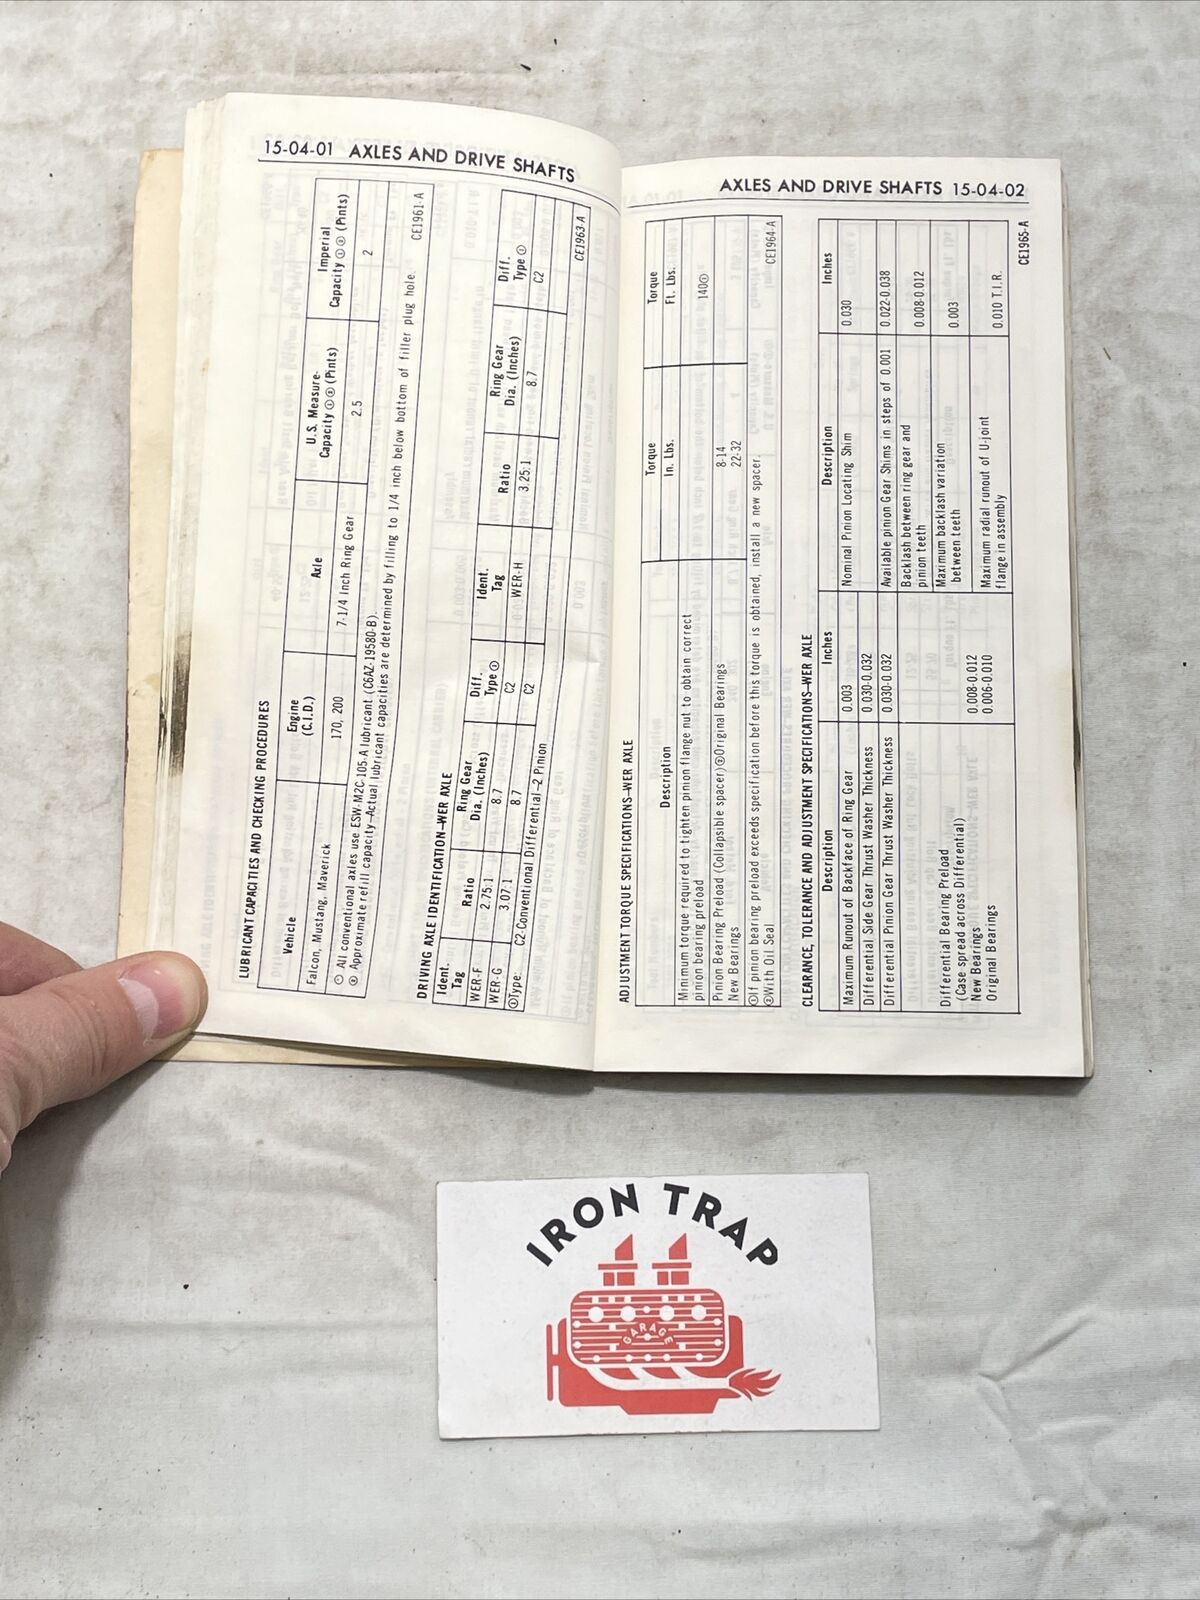 15-04-01 AXLES AND DRIVE SHAFTS
LUBRICANT CAPACITIES AND CHECKING PROCEDURES
Vehicle Engine (C.I.D.) Axle U.S. Measure- Capacity ①② (Pints) Imperial Capacity ①② (Pints)
Falcon, Mustang, Maverick 170, 200 7-1/4 Inch Ring Gear 2.5 2
① All conventional axles use ESW-M2C-105-A lubricant (C6AZ-19580-B).
② Approximate refill capacity—Actual lubricant capacities are determined by filling to 1/4 inch below bottom of filler plug hole.
CE1961-A
DRIVING AXLE IDENTIFICATION—WER AXLE
Ident. Tag Ratio Ring Gear Dia. (Inches) Diff. Type ① Ident. Tag Ratio Ring Gear Dia. (Inches) Diff. Type ①
WER-F 2.75:1 8.7 C2 WER-H 3.25:1 8.7 C2
WER-G 3.07:1 8.7 C2
①Type: C2-Conventional Differential—2 Pinion
CE1963-A
AXLES AND DRIVE SHAFTS 15-04-02
ADJUSTMENT TORQUE SPECIFICATIONS—WER AXLE
Description Torque In. Lbs. Torque Ft. Lbs.
Minimum torque required to tighten pinion flange nut to obtain correct
pinion bearing preload 140①
Pinion Bearing Preload (Collapsible spacer)②Original Bearings 8-14
New Bearings 22-32
①If pinion bearing preload exceeds specification before this torque is obtained, install a new spacer.
②With Oil Seal
CE1964-A
CLEARANCE, TOLERANCE AND ADJUSTMENT SPECIFICATIONS—WER AXLE
Description Inches Description Inches
Maximum Runout of Backface of Ring Gear 0.003 Nominal Pinion Locating Shim 0.030
Differential Side Gear Thrust Washer Thickness 0.030-0.032
Differential Pinion Gear Thrust Washer Thickness 0.030-0.032 Available pinion Gear Shims in steps of 0.001 0.022-0.038
Backlash between ring gear and
pinion teeth 0.008-0.012
Differential Bearing Preload Maximum backlash variation
(Case spread across Differential) between teeth 0.003
New Bearings 0.008-0.012 Maximum radial runout of U-joint
Original Bearings 0.006-0.010 flange in assembly 0.010 T.I.R.
CE1965-A
IRON TRAP
GARAGE